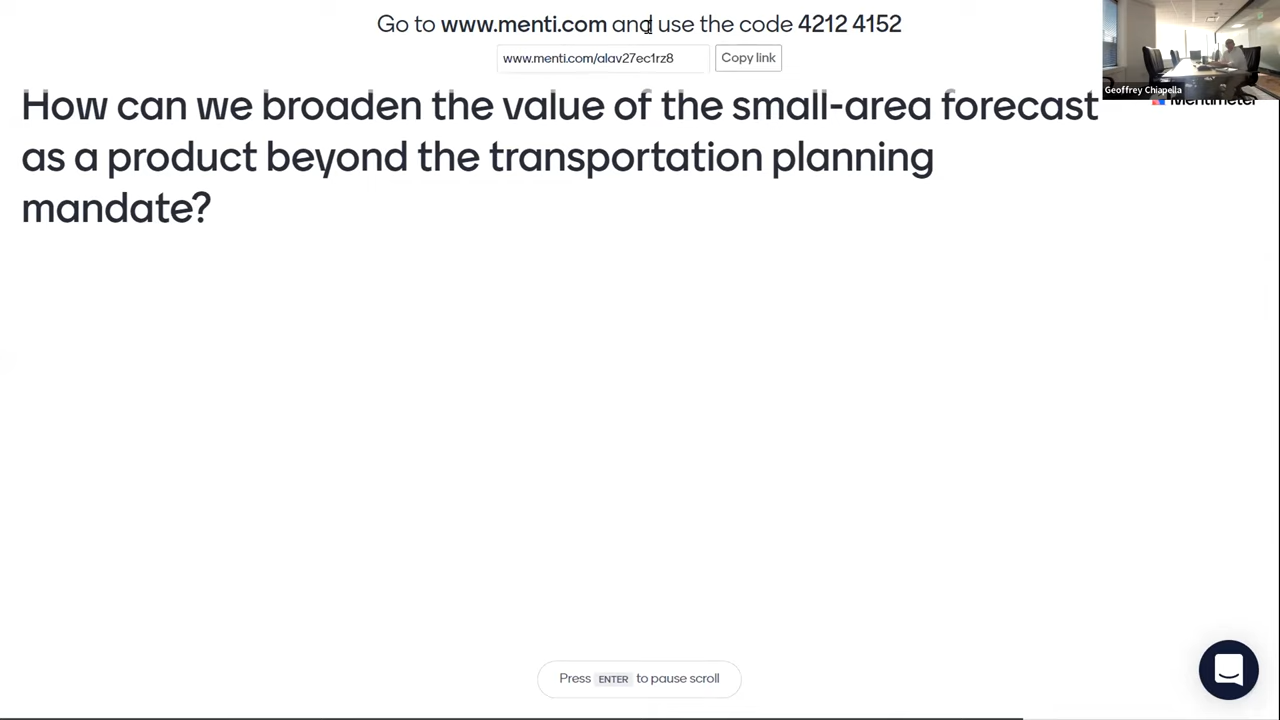 Go to www.menti.com and use the code 4212 4152
www.menti.com/alav27ec1rz8
Copy link
Geoffrey Chiapella
Mentimeter
How can we broaden the value of the small-area forecast
as a product beyond the transportation planning
mandate?
Press ENTER to pause scroll